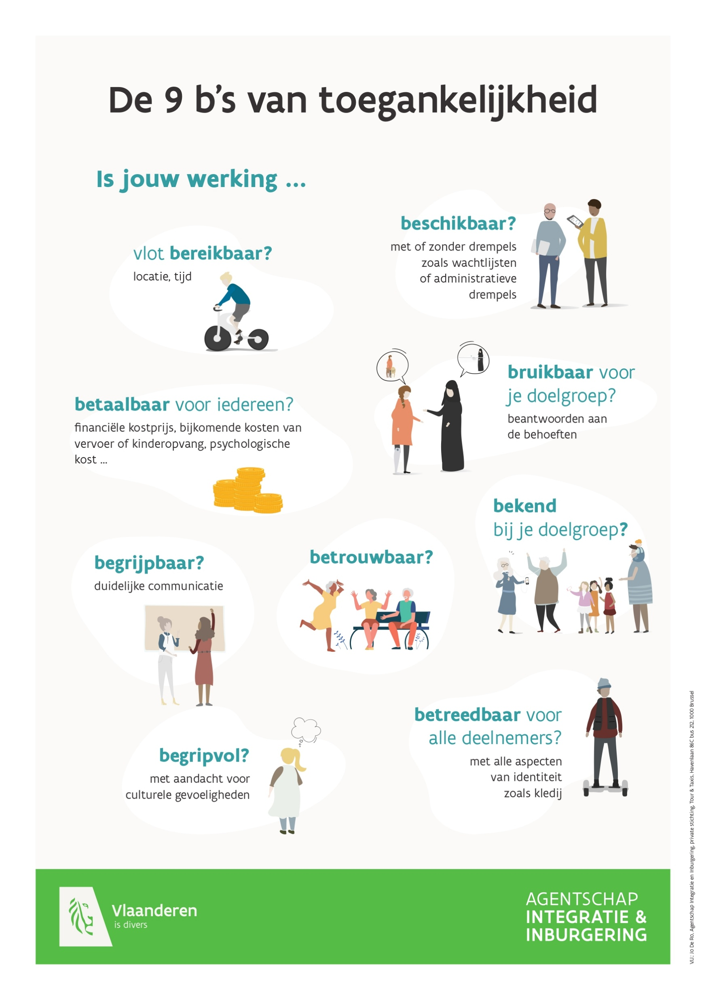 De 9 b's van toegankelijkheid
Is jouw werking ...
vlot bereikbaar?
locatie, tijd
beschikbaar?
met of zonder drempels
zoals wachtlijsten
of administratieve
drempels
betaalbaar voor iedereen?
financiële kostprijs, bijkomende kosten van
vervoer of kinderopvang, psychologische
kost ...
bruikbaar voor
je doelgroep?
beantwoorden aan
de behoeften
begrijpbaar?
duidelijke communicatie
betrouwbaar?
bekend
bij je doelgroep?
begripvol?
met aandacht voor
culturele gevoeligheden
betreedbaar voor
alle deelnemers?
met alle aspecten
van identiteit
zoals kledij
Vlaanderen
is divers
AGENTSCHAP
INTEGRATIE &
INBURGERING
V.U.: Jo De Ro, Agentschap Integratie en Inburgering, private stichting, Tour & Taxis, Havenlaan 86C bus 212, 1000 Brussel